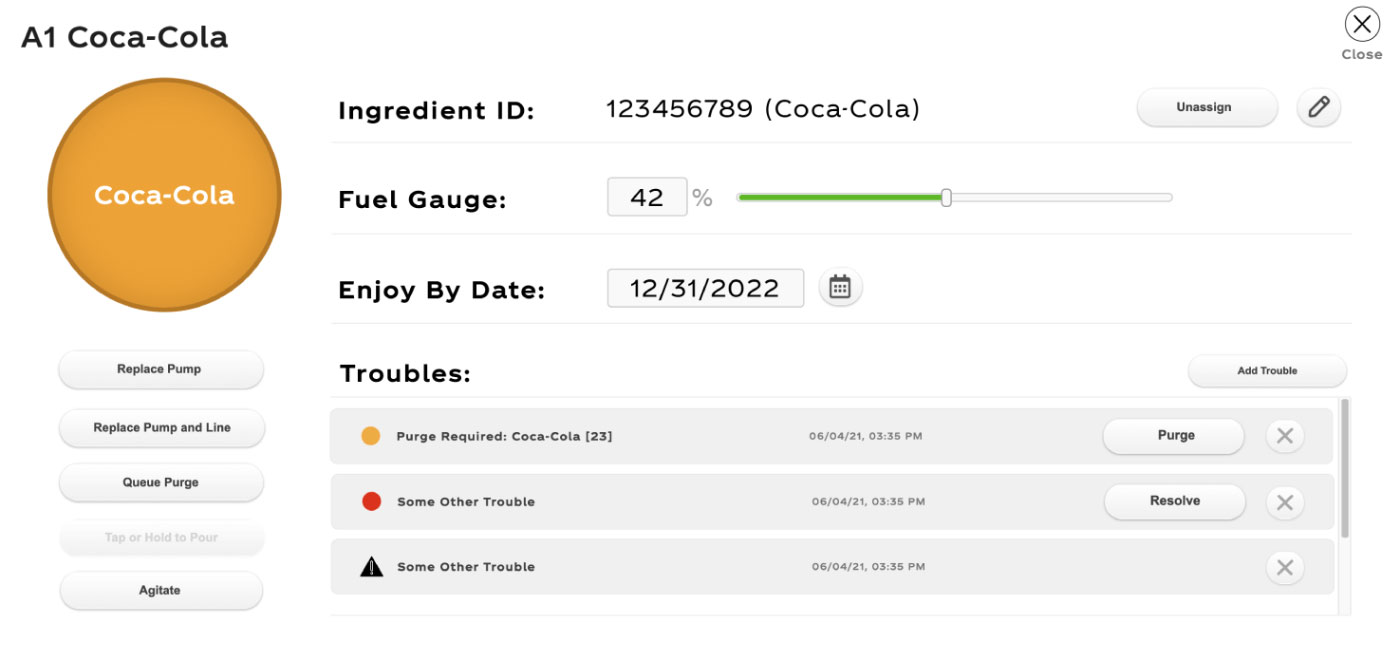 A1 Coca-Cola
Close
Coca-Cola
Ingredient ID: 123456789 (Coca-Cola) Unassign
Fuel Gauge: 42 %
Enjoy By Date: 12/31/2022
Replace Pump
Replace Pump and Line
Queue Purge
Tap or Hold to Pour
Agitate
Troubles: Add Trouble
Purge Required: Coca-Cola [23] 06/04/21, 03:35 PM Purge
Some Other Trouble 06/04/21, 03:35 PM Resolve
Some Other Trouble 06/04/21, 03:35 PM